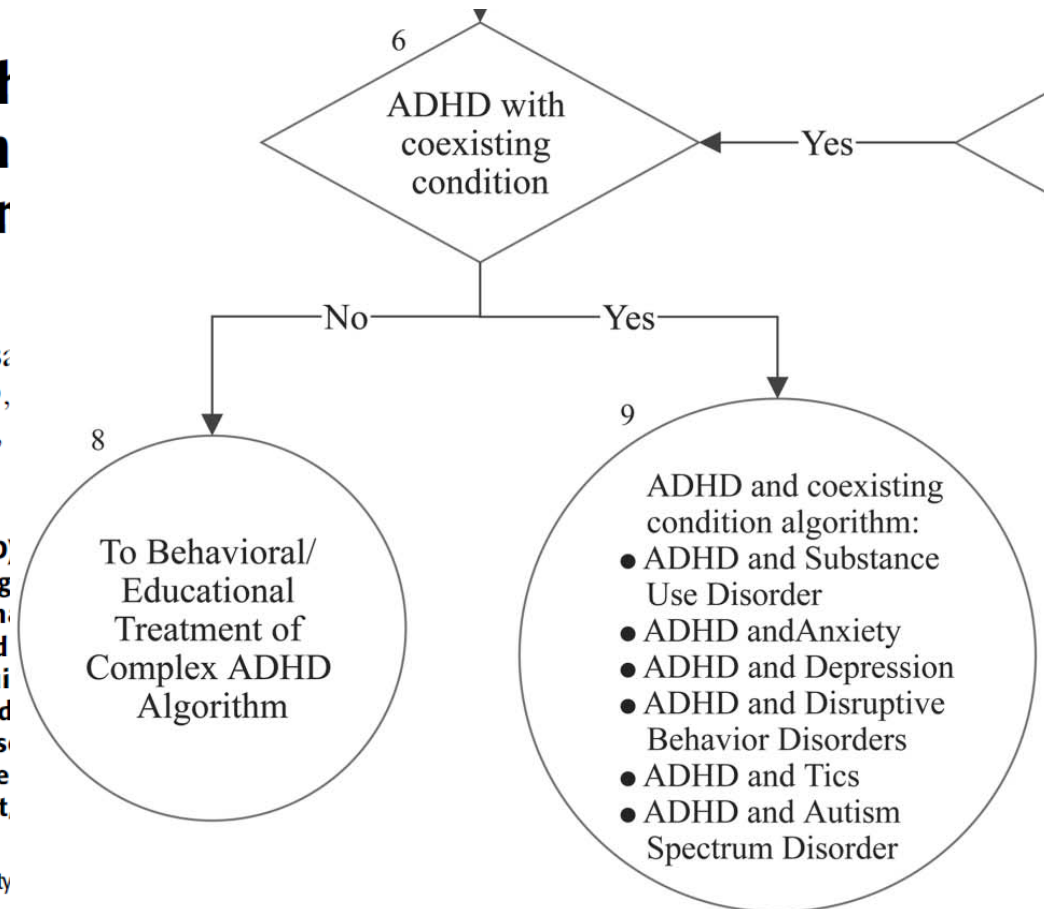 6
ADHD with
coexisting
condition
Yes
No
Yes
8
To Behavioral/
Educational
Treatment of
Complex ADHD
Algorithm
9
ADHD and coexisting
condition algorithm:
● ADHD and Substance
Use Disorder
● ADHD andAnxiety
● ADHD and Depression
● ADHD and Disruptive
Behavior Disorders
● ADHD and Tics
● ADHD and Autism
Spectrum Disorder